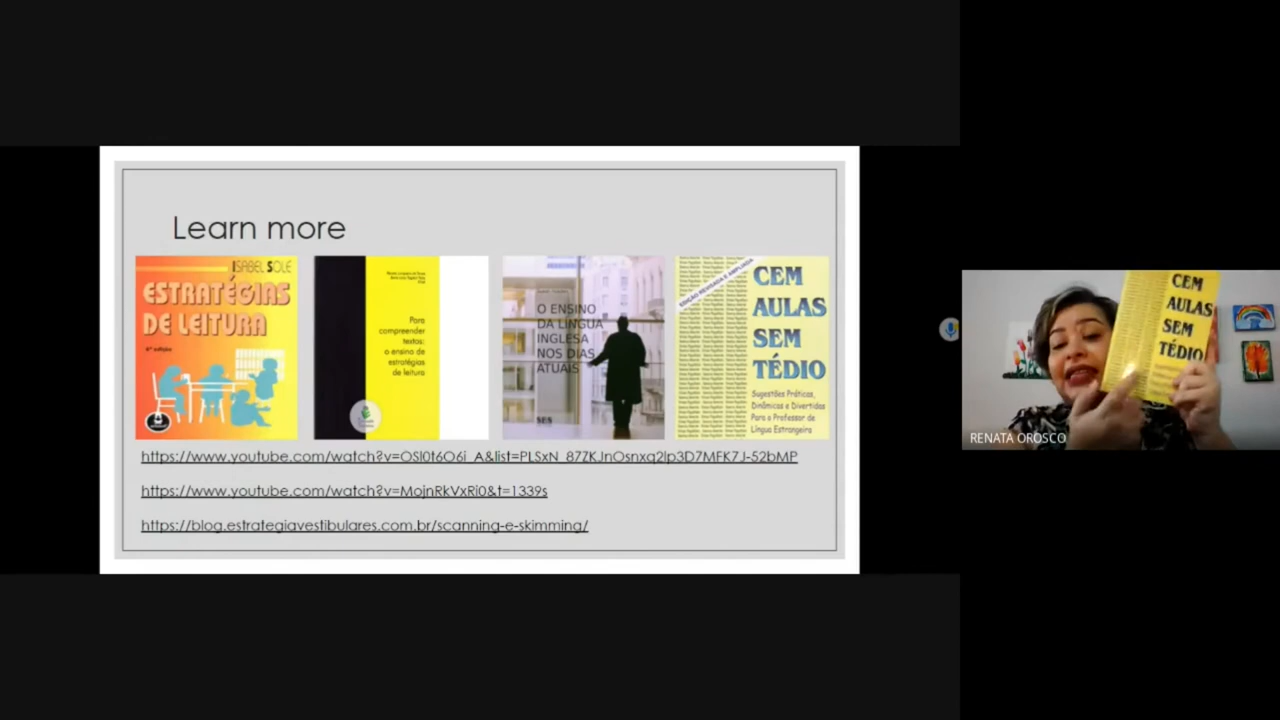 Learn more
ISABEL SOLÉ
ESTRATÉGIAS
DE LEITURA
6ª edição
Para
compreender
textos:
o ensino de
estratégias
de leitura
O ENSINO
DA LÍNGUA
INGLESA
NOS DIAS
ATUAIS
SES
EDIÇÃO REVISADA E AMPLIADA
CEM
AULAS
SEM
TÉDIO
Sugestões Práticas,
Dinâmicas e Divertidas
Para o Professor de
Língua Estrangeira
https://www.youtube.com/watch?v=OSl0t6O6i_A&list=PLSxN_87ZKJnOsnxq2lp3D7MFK7J-52bMP
https://www.youtube.com/watch?v=MojnRkVxRi0&t=1339s
https://blog.estrategiavestibulares.com.br/scanning-e-skimming/
CEM
AULAS
SEM
TÉDIO
RENATA OROSCO